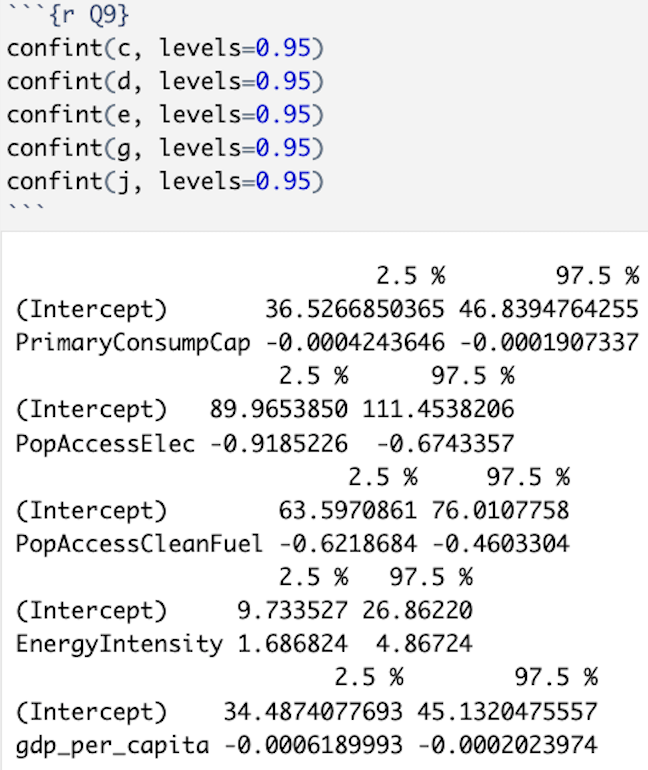 ```{r Q9}
confint(c, levels=0.95)
confint(d, levels=0.95)
confint(e, levels=0.95)
confint(g, levels=0.95)
confint(j, levels=0.95)
```
2.5 % 97.5 %
(Intercept) 36.5266850365 46.8394764255
PrimaryConsumpCap -0.0004243646 -0.0001907337
2.5 % 97.5 %
(Intercept) 89.9653850 111.4538206
PopAccessElec -0.9185226 -0.6743357
2.5 % 97.5 %
(Intercept) 63.5970861 76.0107758
PopAccessCleanFuel -0.6218684 -0.4603304
2.5 % 97.5 %
(Intercept) 9.733527 26.86220
EnergyIntensity 1.686824 4.86724
2.5 % 97.5 %
(Intercept) 34.4874077693 45.1320475557
gdp_per_capita -0.0006189993 -0.0002023974